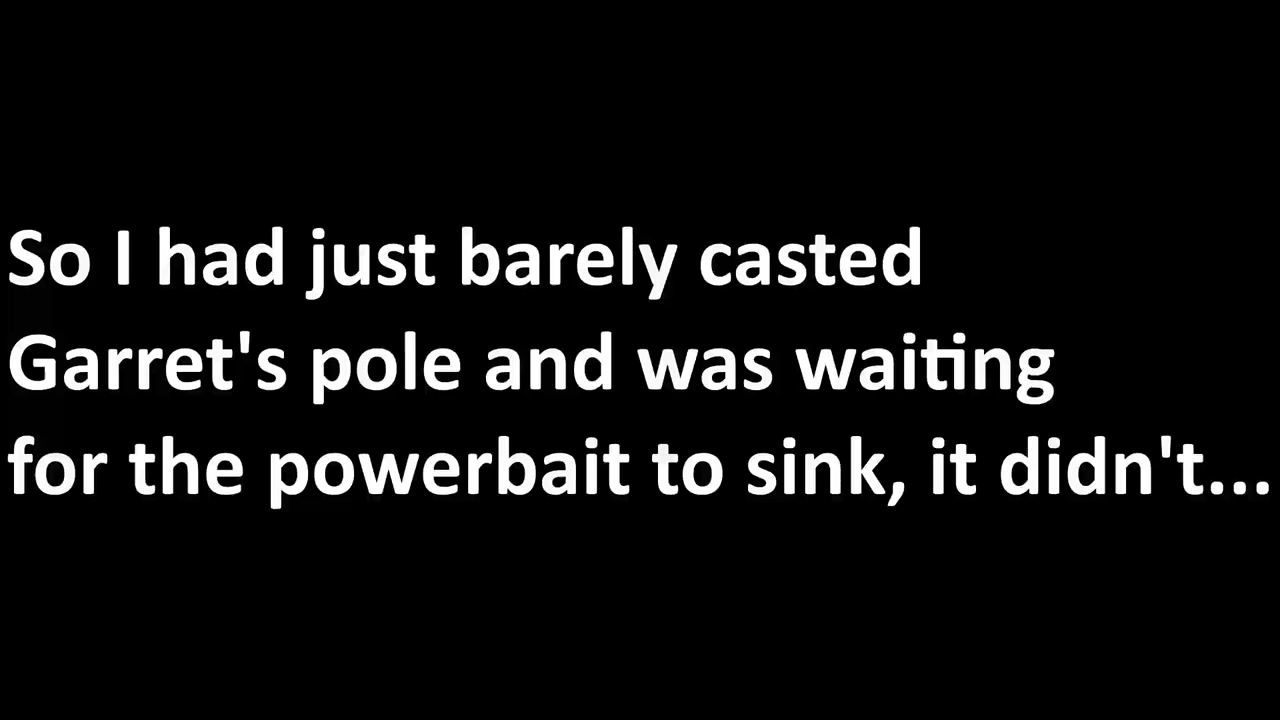 So I had just barely casted
Garret's pole and was waiting
for the powerbait to sink, it didn't...